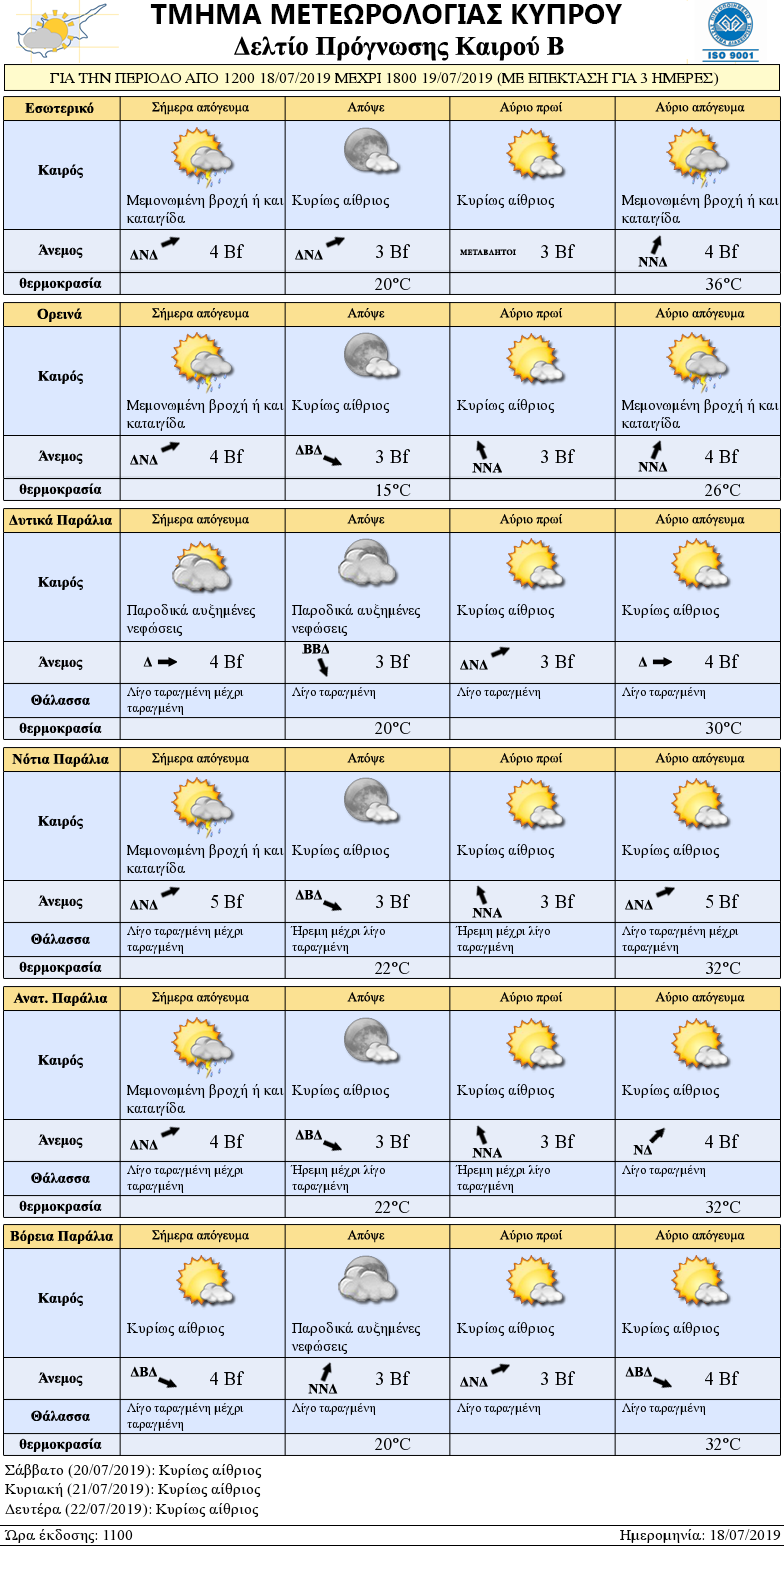 ΤΜΗΜΑ ΜΕΤΕΩΡΟΛΟΓΙΑΣ ΚΥΠΡΟΥ
Δελτίο Πρόγνωσης Καιρού Β
ISO 9001
ΓΙΑ ΤΗΝ ΠΕΡΙΟΔΟ ΑΠΟ 1200 18/07/2019 ΜΕΧΡΙ 1800 19/07/2019 (ΜΕ ΕΠΕΚΤΑΣΗ ΓΙΑ 3 ΗΜΕΡΕΣ)
Εσωτερικό Σήμερα απόγευμα Απόψε Αύριο πρωί Αύριο απόγευμα
Καιρός Μεμονωμένη βροχή ή και Κυρίως αίθριος Κυρίως αίθριος Μεμονωμένη βροχή ή και
καταιγίδα καταιγίδα
Άνεμος ΔΝΔ 4 Bf ΔΝΔ 3 Bf ΜΕΤΑΒΛΗΤΟΙ 3 Bf ΝΝΔ 4 Bf
θερμοκρασία 20°C 36°C
Ορεινά Σήμερα απόγευμα Απόψε Αύριο πρωί Αύριο απόγευμα
Καιρός Μεμονωμένη βροχή ή και Κυρίως αίθριος Κυρίως αίθριος Μεμονωμένη βροχή ή και
καταιγίδα καταιγίδα
Άνεμος ΔΝΔ 4 Bf ΔΒΔ 3 Bf ΝΝΑ 3 Bf ΝΝΔ 4 Bf
θερμοκρασία 15°C 26°C
Δυτικά Παράλια Σήμερα απόγευμα Απόψε Αύριο πρωί Αύριο απόγευμα
Καιρός Παροδικά αυξημένες Παροδικά αυξημένες Κυρίως αίθριος Κυρίως αίθριος
νεφώσεις νεφώσεις
Άνεμος Δ 4 Bf ΒΒΔ 3 Bf ΔΝΔ 3 Bf Δ 4 Bf
Θάλασσα Λίγο ταραγμένη μέχρι Λίγο ταραγμένη Λίγο ταραγμένη Λίγο ταραγμένη
ταραγμένη
θερμοκρασία 20°C 30°C
Νότια Παράλια Σήμερα απόγευμα Απόψε Αύριο πρωί Αύριο απόγευμα
Καιρός Μεμονωμένη βροχή ή και Κυρίως αίθριος Κυρίως αίθριος Κυρίως αίθριος
καταιγίδα
Άνεμος ΔΝΔ 5 Bf ΔΒΔ 3 Bf ΝΝΑ 3 Bf ΔΝΔ 5 Bf
Θάλασσα Λίγο ταραγμένη μέχρι Ήρεμη μέχρι λίγο Ήρεμη μέχρι λίγο Λίγο ταραγμένη μέχρι
ταραγμένη ταραγμένη ταραγμένη ταραγμένη
θερμοκρασία 22°C 32°C
Ανατ. Παράλια Σήμερα απόγευμα Απόψε Αύριο πρωί Αύριο απόγευμα
Καιρός Μεμονωμένη βροχή ή και Κυρίως αίθριος Κυρίως αίθριος Κυρίως αίθριος
καταιγίδα
Άνεμος ΔΝΔ 4 Bf ΔΒΔ 3 Bf ΝΝΑ 3 Bf ΝΔ 4 Bf
Θάλασσα Λίγο ταραγμένη μέχρι Ήρεμη μέχρι λίγο Ήρεμη μέχρι λίγο Λίγο ταραγμένη
ταραγμένη ταραγμένη ταραγμένη
θερμοκρασία 22°C 32°C
Βόρεια Παράλια Σήμερα απόγευμα Απόψε Αύριο πρωί Αύριο απόγευμα
Καιρός Κυρίως αίθριος Παροδικά αυξημένες Κυρίως αίθριος Κυρίως αίθριος
νεφώσεις
Άνεμος ΔΒΔ 4 Bf ΝΝΔ 3 Bf ΔΝΔ 3 Bf ΔΒΔ 4 Bf
Θάλασσα Λίγο ταραγμένη μέχρι Λίγο ταραγμένη Λίγο ταραγμένη Λίγο ταραγμένη
ταραγμένη
θερμοκρασία 20°C 32°C
Σάββατο (20/07/2019): Κυρίως αίθριος
Κυριακή (21/07/2019): Κυρίως αίθριος
Δευτέρα (22/07/2019): Κυρίως αίθριος
Ώρα έκδοσης: 1100 Ημερομηνία: 18/07/2019